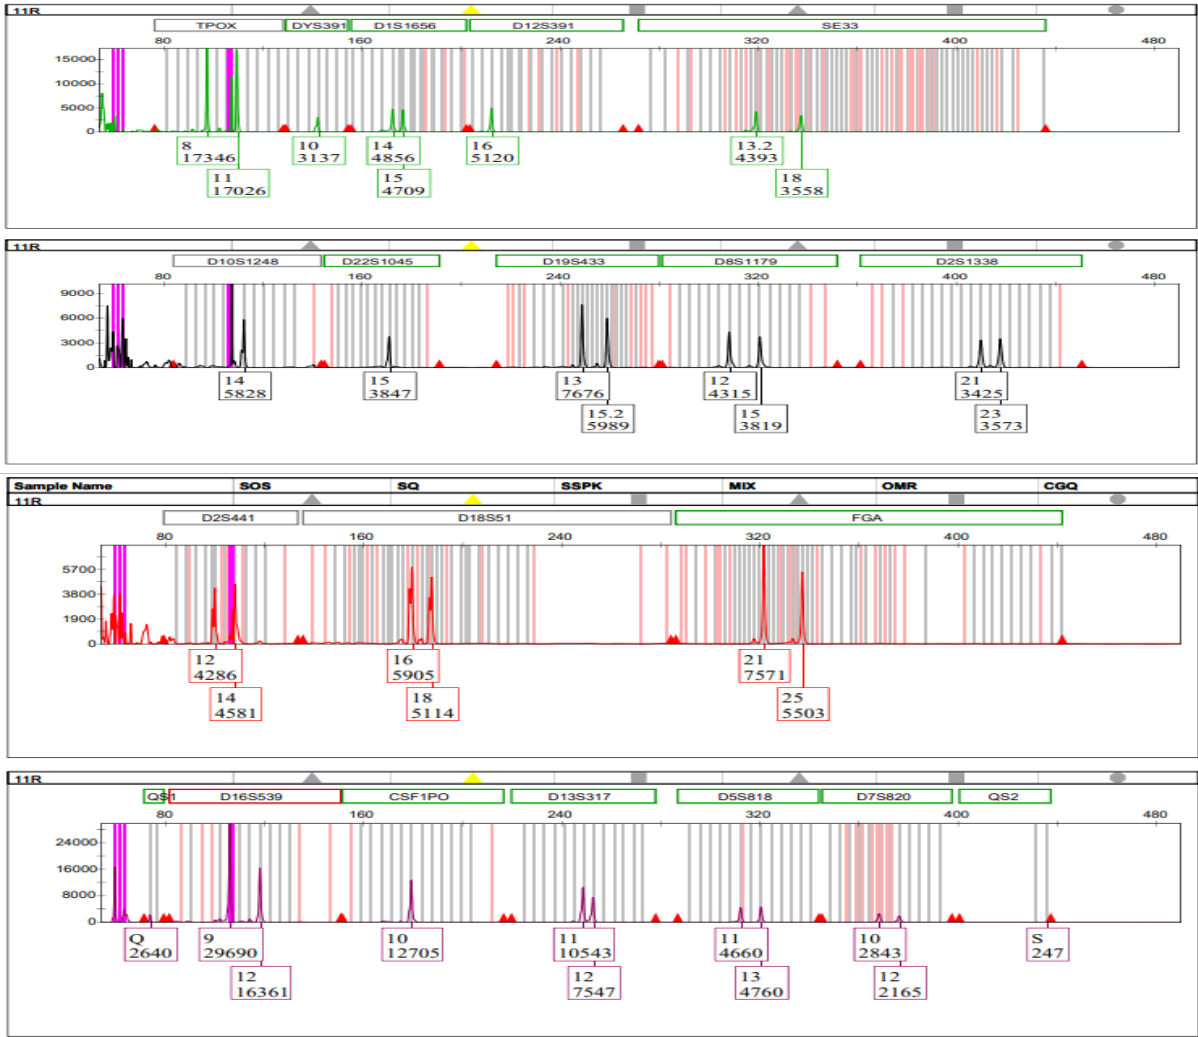 11R
TPOX DYS391 D1S1656 D12S391 SE33
80 160 240 320 400 480
15000
10000
5000
0
8 10 14 16 13.2
17346 3137 4856 5120 4393
11 15 18
17026 4709 3558
11R
D10S1248 D22S1045 D19S433 D8S1179 D2S1338
80 160 240 320 400 480
9000
6000
3000
0
14 15 13 12 21
5828 3847 7676 4315 3425
15.2 15 23
5989 3819 3573
Sample Name SOS SQ SSPK MIX OMR CGQ
11R
D2S441 D18S51 FGA
80 160 240 320 400 480
5700
3800
1900
0
12 16 21
4286 5905 7571
14 18 25
4581 5114 5503
11R
QS1 D16S539 CSF1PO D13S317 D5S818 D7S820 QS2
80 160 240 320 400 480
24000
16000
8000
0
Q 9 10 11 11 10 S
2640 29690 12705 10543 4660 2843 247
12 12 13 12
16361 7547 4760 2165